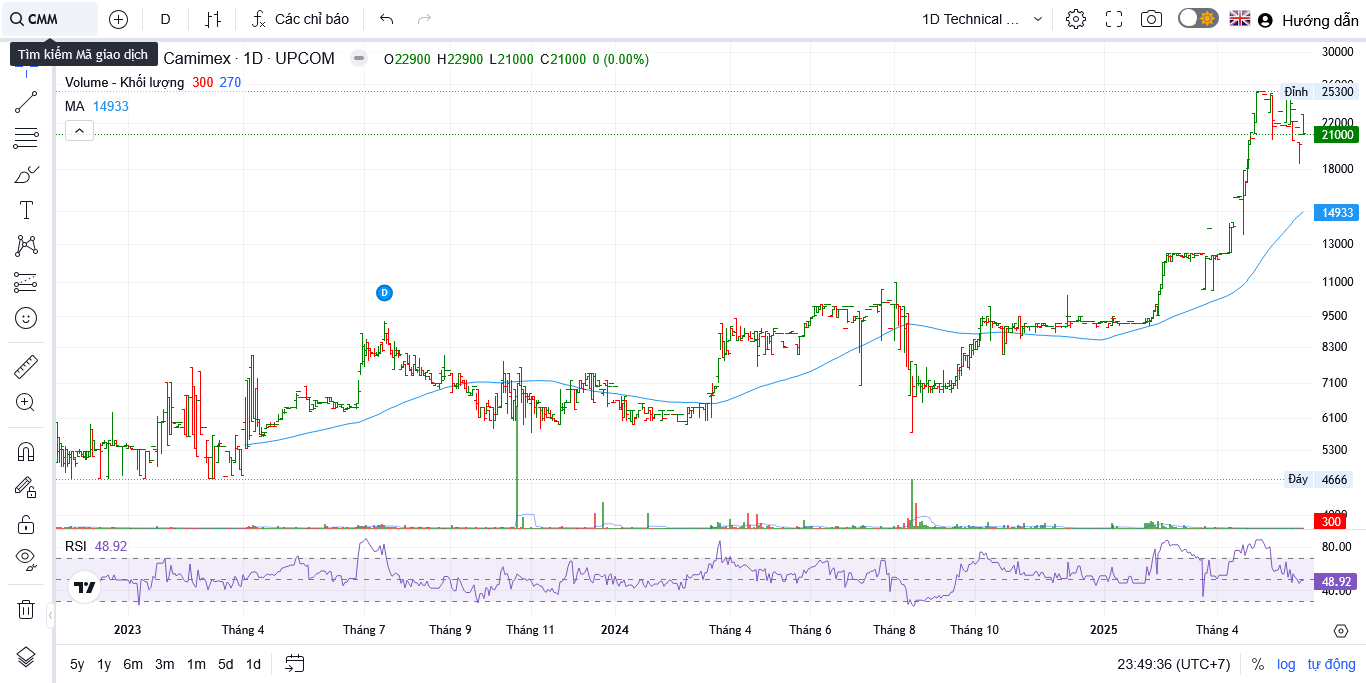 CMM
D
Các chỉ báo
1D Technical ...
Hướng dẫn
Tìm kiếm Mã giao dịch
Camimex · 1D · UPCOM
O22900 H22900 L21000 C21000 0 (0.00%)
Volume - Khối lượng 300 270
MA 14933
D
30000
Đỉnh 25300
22000
21000
18000
14933
13000
11000
9500
8300
7100
6100
5300
Đáy 4666
300
RSI 48.92
80.00
48.92
40.00
2023 Tháng 4 Tháng 7 Tháng 9 Tháng 11 2024 Tháng 4 Tháng 6 Tháng 8 Tháng 10 2025 Tháng 4
5y 1y 6m 3m 1m 5d 1d
23:49:36 (UTC+7) % log tự động